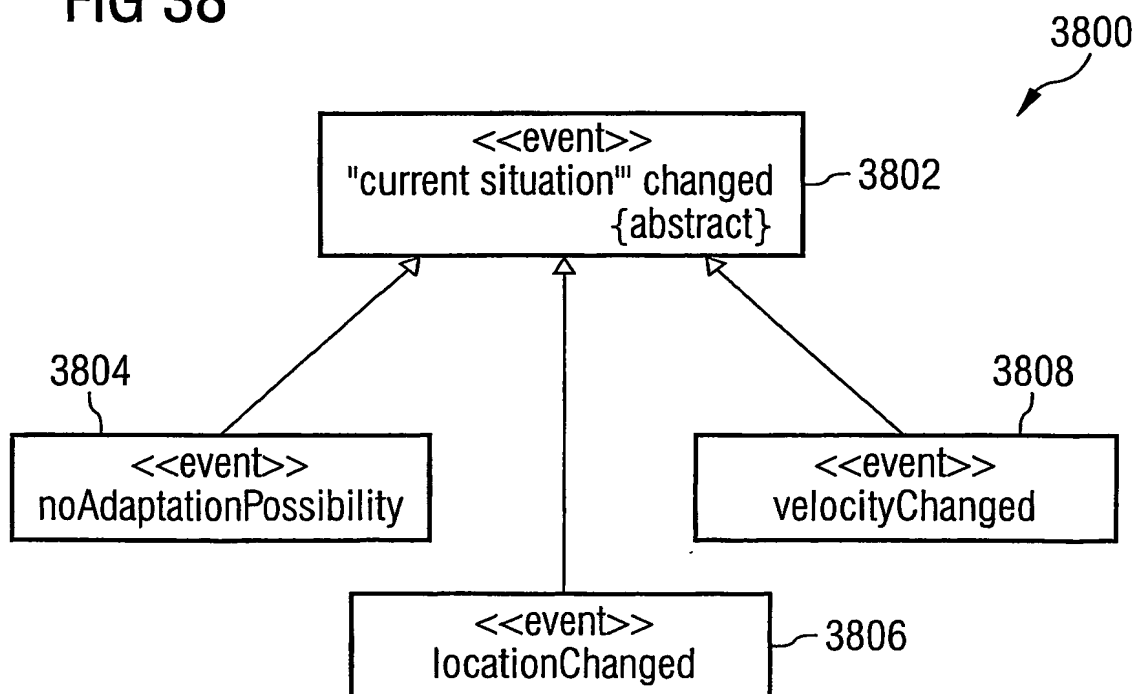 FIG 38
3800
<<event>>
"current situation'" changed
{abstract}
3802
3804
3808
<<event>>
noAdaptationPossibility
<<event>>
velocityChanged
<<event>>
locationChanged
3806